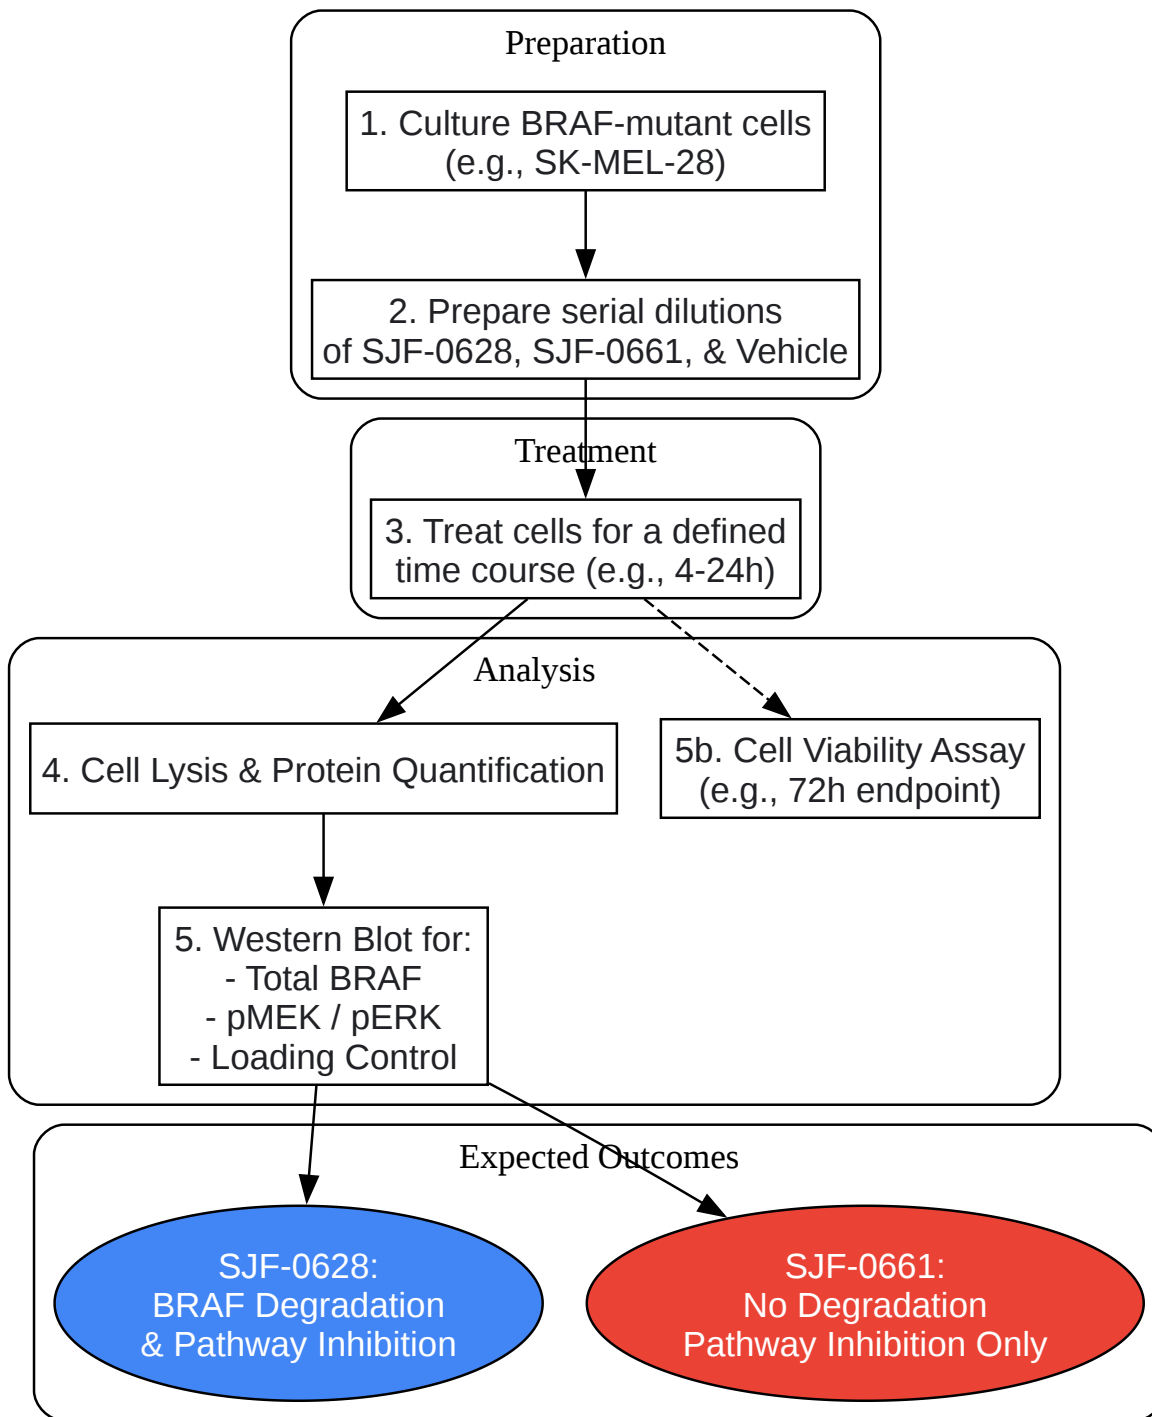 Preparation
1. Culture BRAF-mutant cells
(e.g., SK-MEL-28)
2. Prepare serial dilutions
of SJF-0628, SJF-0661, & Vehicle
Treatment
3. Treat cells for a defined
time course (e.g., 4-24h)
Analysis
4. Cell Lysis & Protein Quantification
5b. Cell Viability Assay
(e.g., 72h endpoint)
5. Western Blot for:
- Total BRAF
- pMEK / pERK
- Loading Control
Expected Outcomes
SJF-0628:
BRAF Degradation
& Pathway Inhibition
SJF-0661:
No Degradation
Pathway Inhibition Only